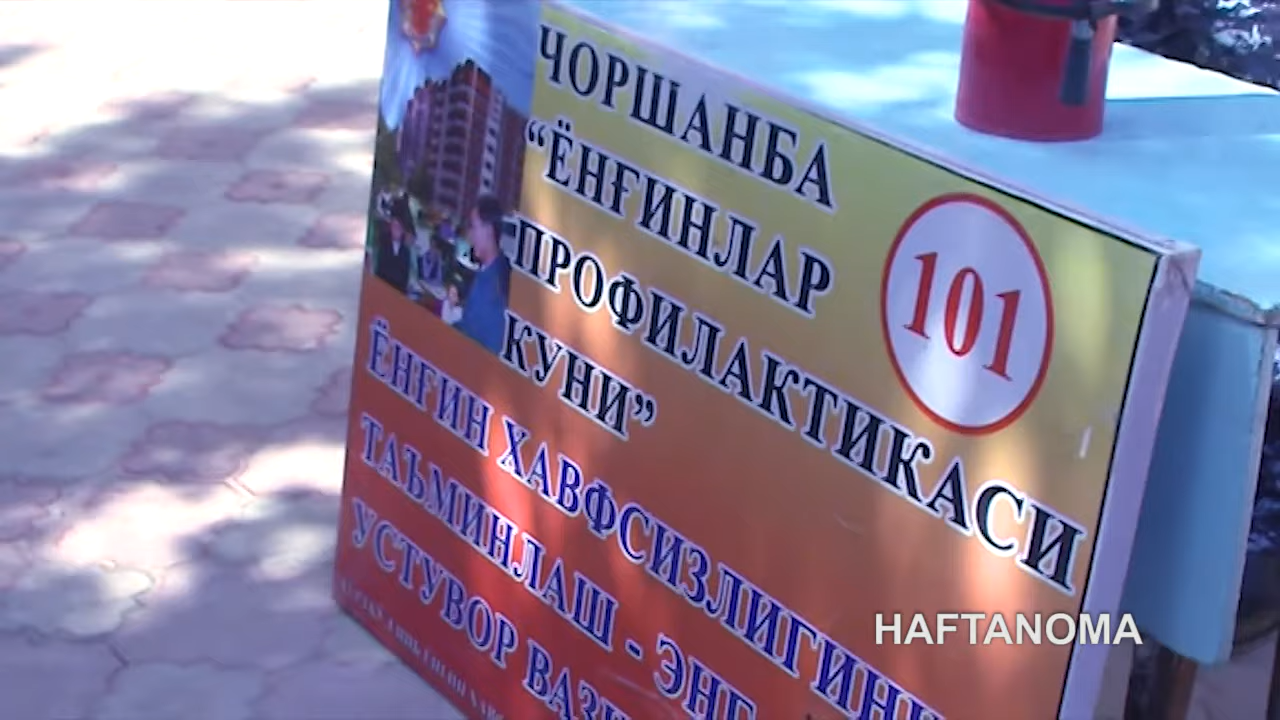 ЧОРШАНБА
“ЁНҒИНЛАР
ПРОФИЛАКТИКАСИ
КУНИ”
101
ЁНҒИН ХАВФСИЗЛИГИНИ
ТАЪМИНЛАШ - ЭНГ
УСТУВОР
HAFTANOMA